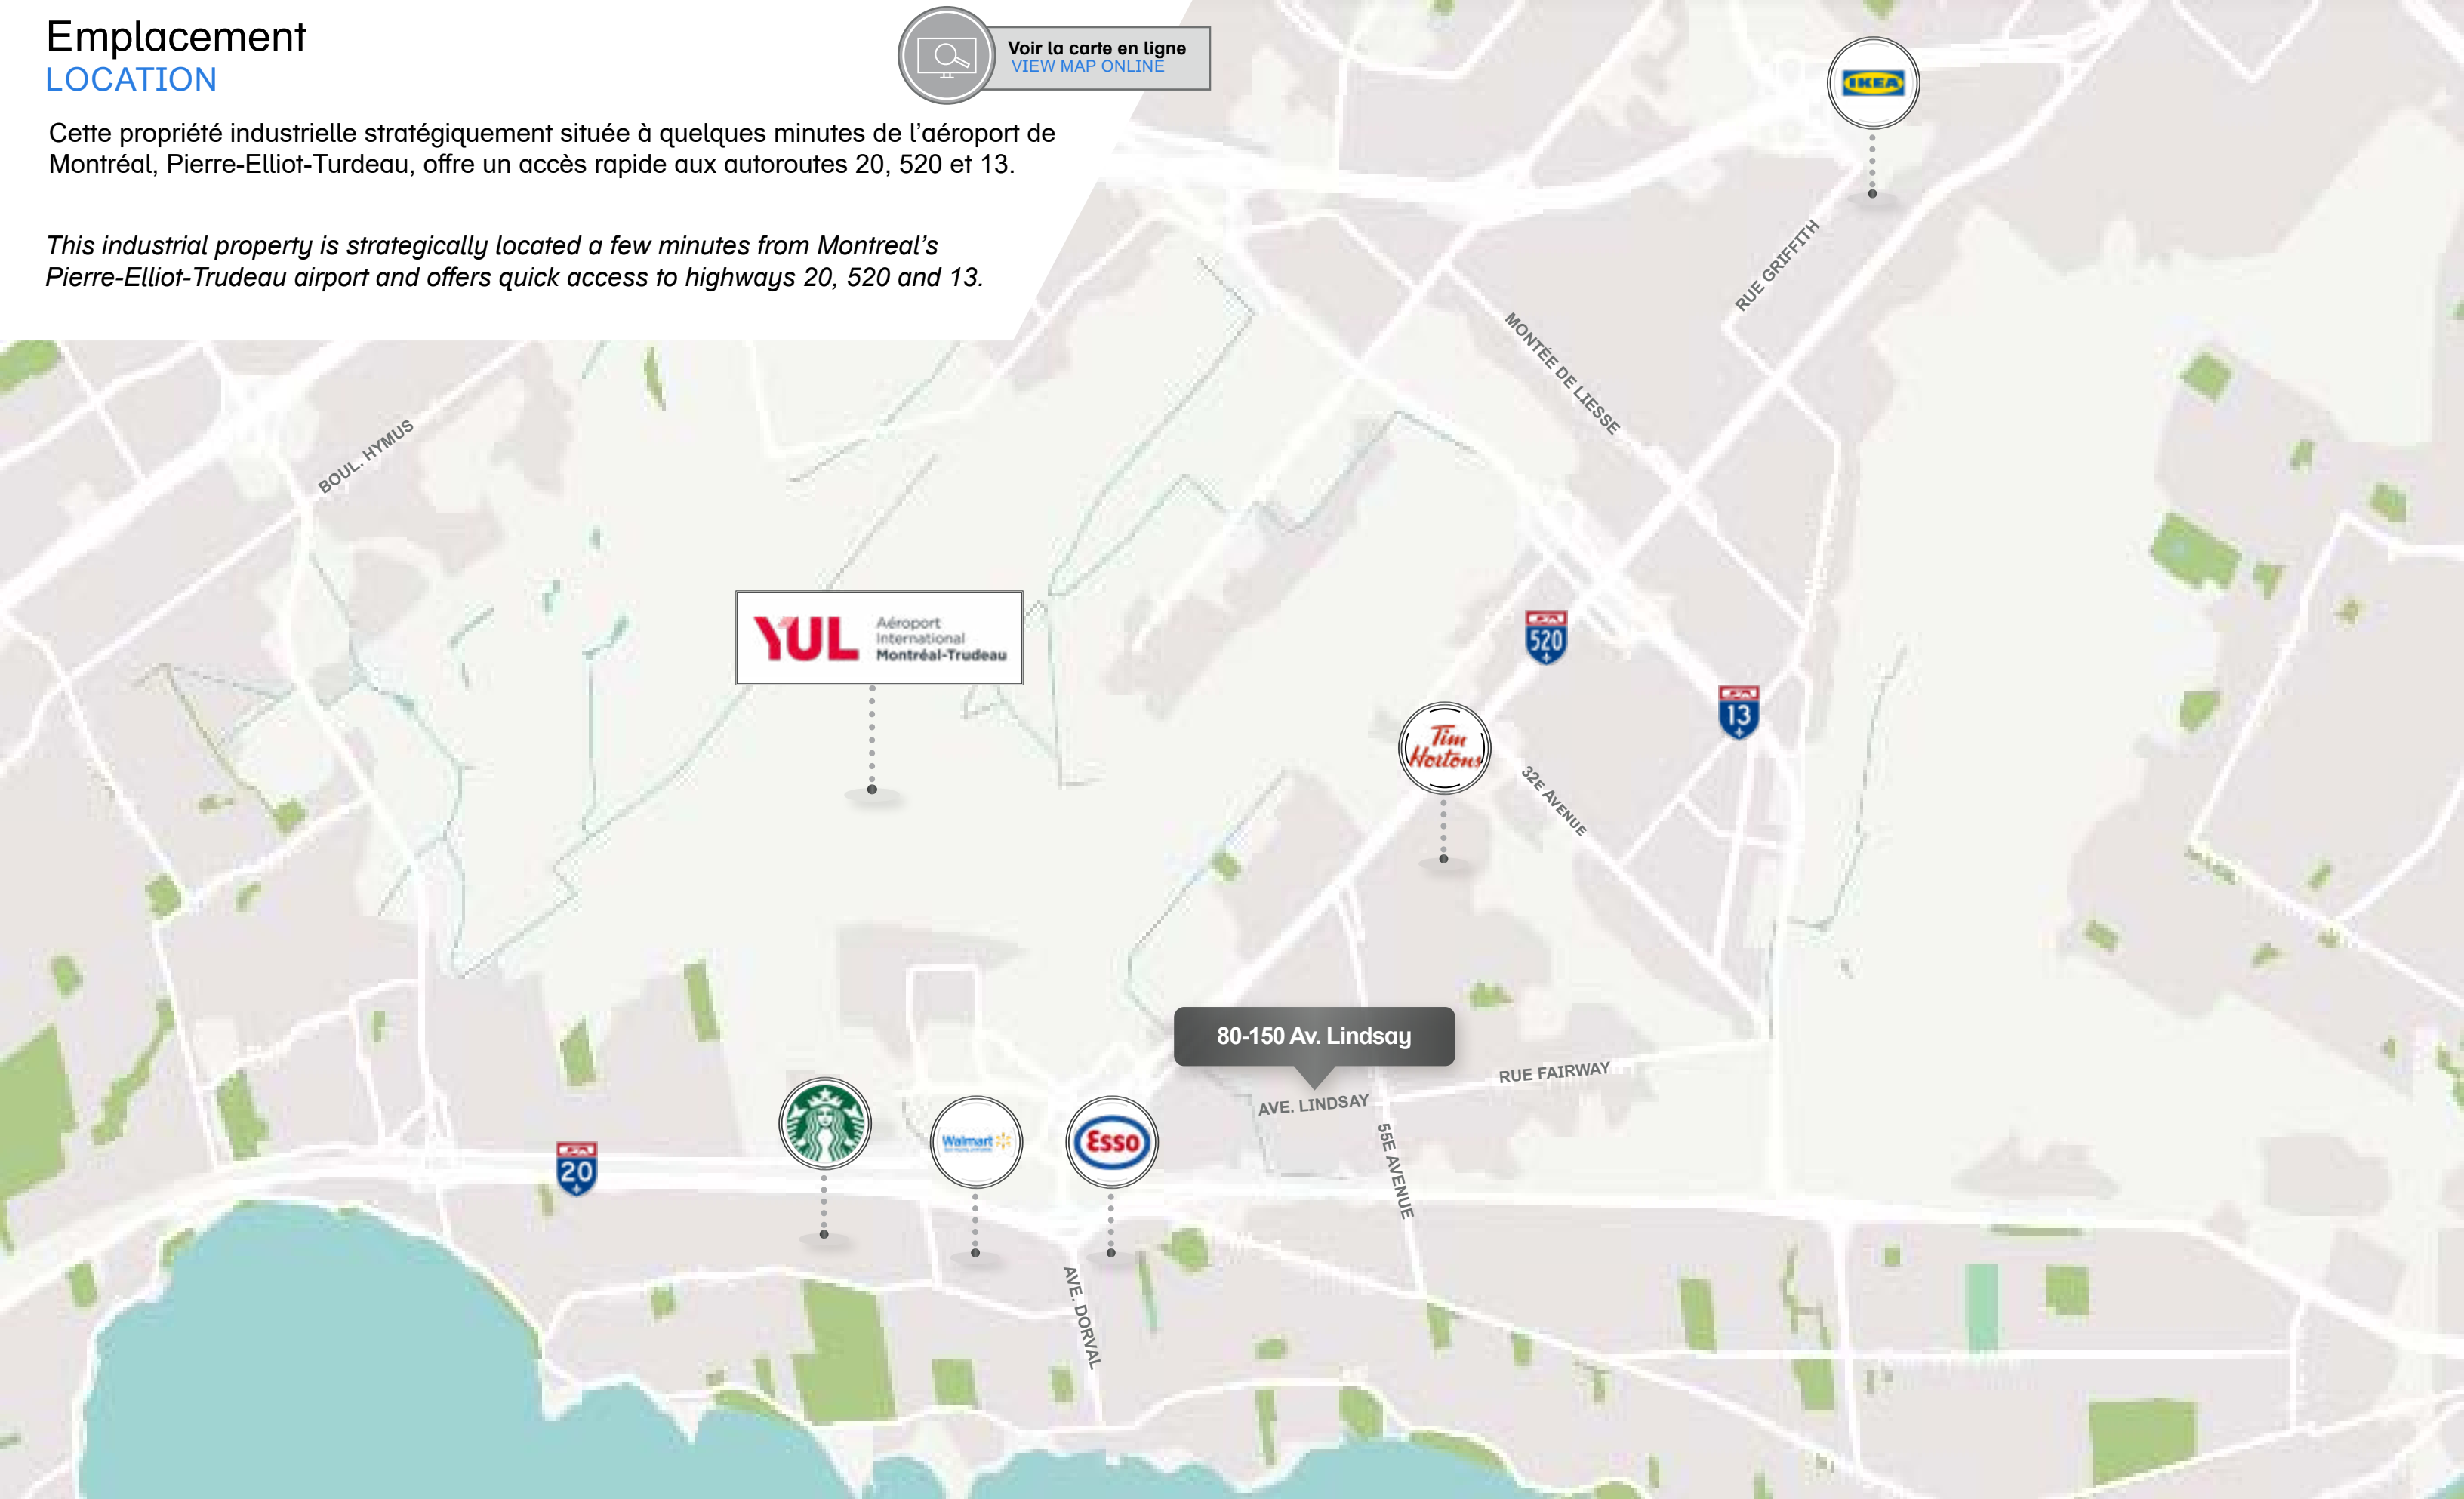 Emplacement
LOCATION
Voir la carte en ligne
VIEW MAP ONLINE
Cette propriété industrielle stratégiquement située à quelques minutes de l'aéroport de
Montréal, Pierre-Elliot-Turdeau, offre un accès rapide aux autoroutes 20, 520 et 13.
This industrial property is strategically located a few minutes from Montreal's
Pierre-Elliot-Trudeau airport and offers quick access to highways 20, 520 and 13.
IKEA
RUE GRIFFITH
MONTÉE DE LIESSE
BOUL. HYMUS
YUL
Aéroport
International
Montréal-Trudeau
520
13
Tim
Hortons
32E AVENUE
80-150 Av. Lindsay
RUE FAIRWAY
AVE. LINDSAY
55E AVENUE
20
Walmart
Esso
AVE. DORVAL